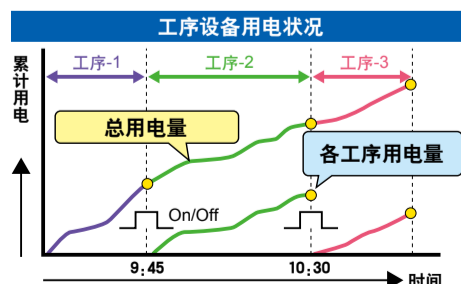 工序设备用电状况
累计用电
工序-1
工序-2
工序-3
总用电量
各工序用电量
On/Off
9:45
10:30
时间